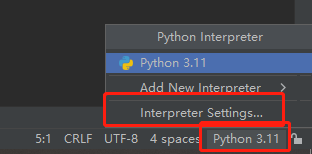 Python Interpreter
Python 3.11
Add New Interpreter
Interpreter Settings...
5:1 CRLF UTF-8 4 spaces Python 3.11